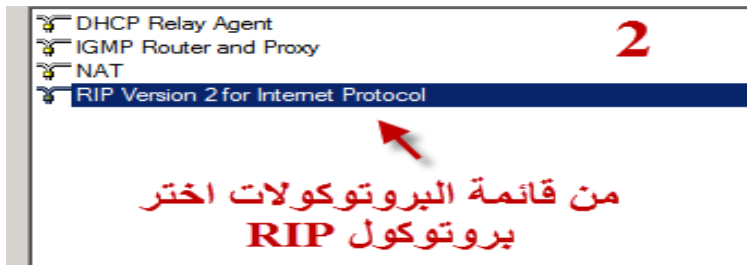 DHCP Relay Agent
2
IGMP Router and Proxy
NAT
RIP Version 2 for Internet Protocol
من قائمة البروتوكولات اختر
بروتوكول RIP